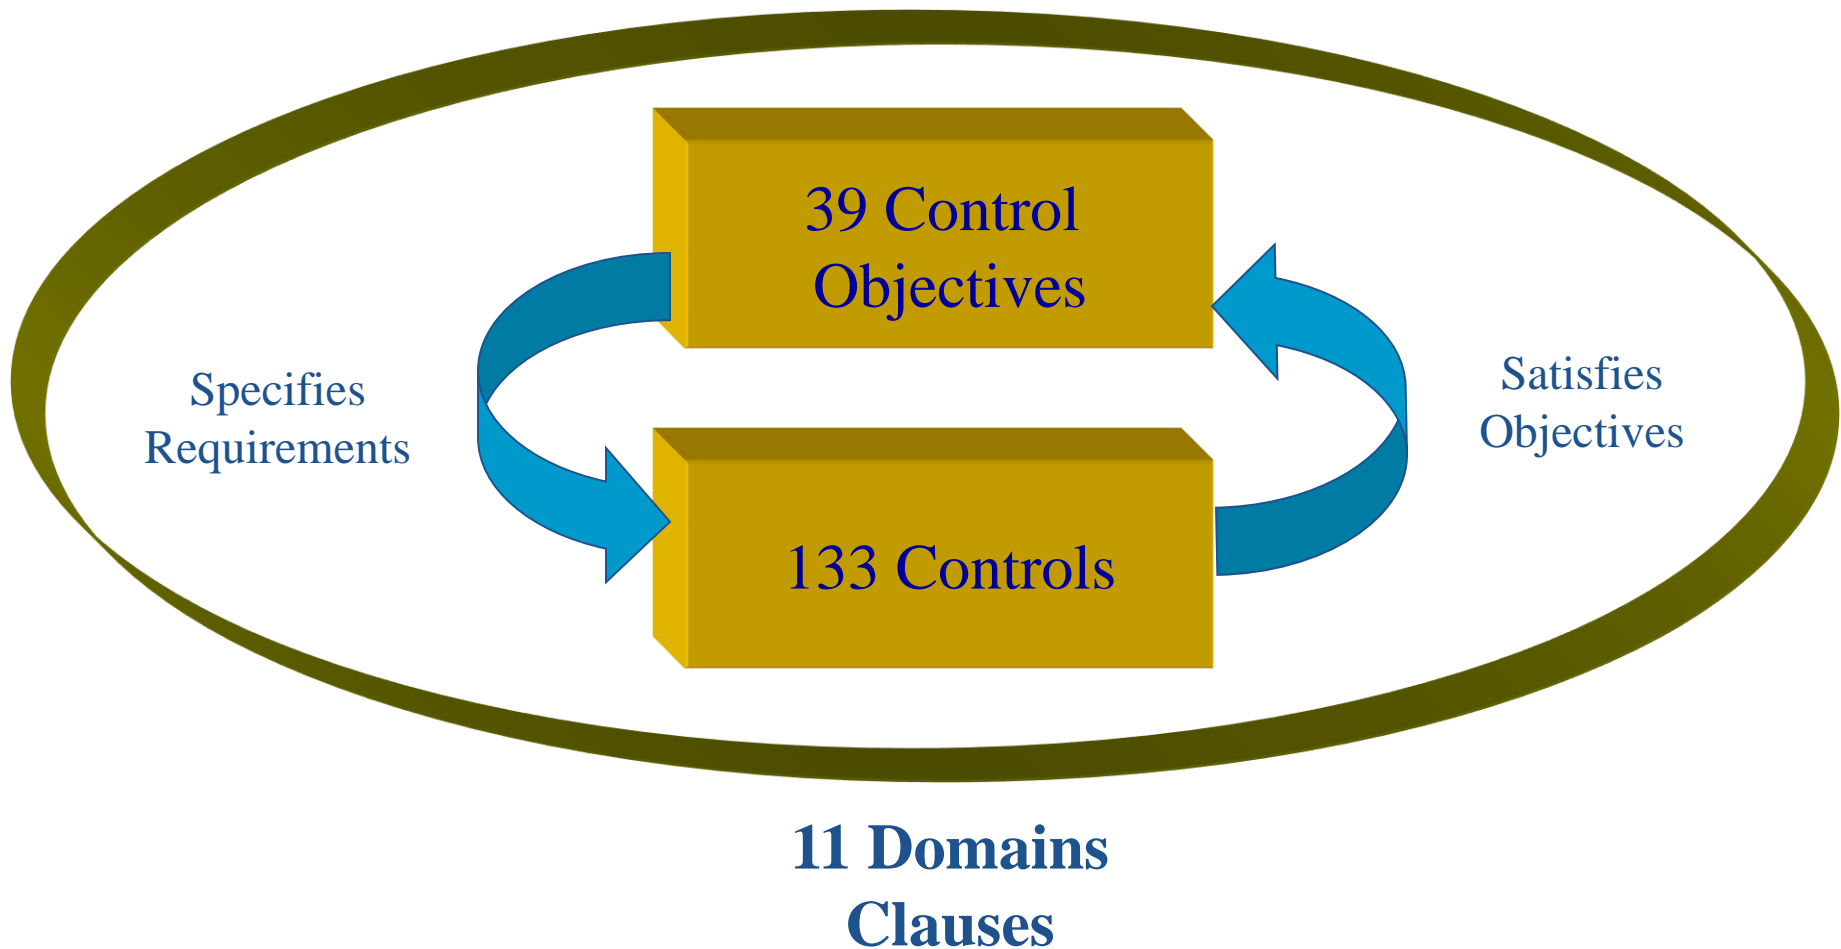 39 Control
Objectives
Specifies
Requirements
Satisfies
Objectives
133 Controls
11 Domains
Clauses